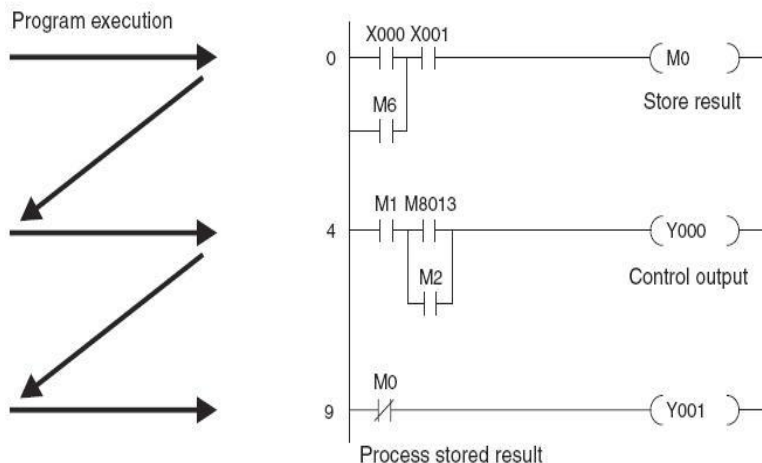 Program execution
X000 X001
0
M0
Store result
M6
M1 M8013
4
Y000
Control output
M2
M0
9
Y001
Process stored result